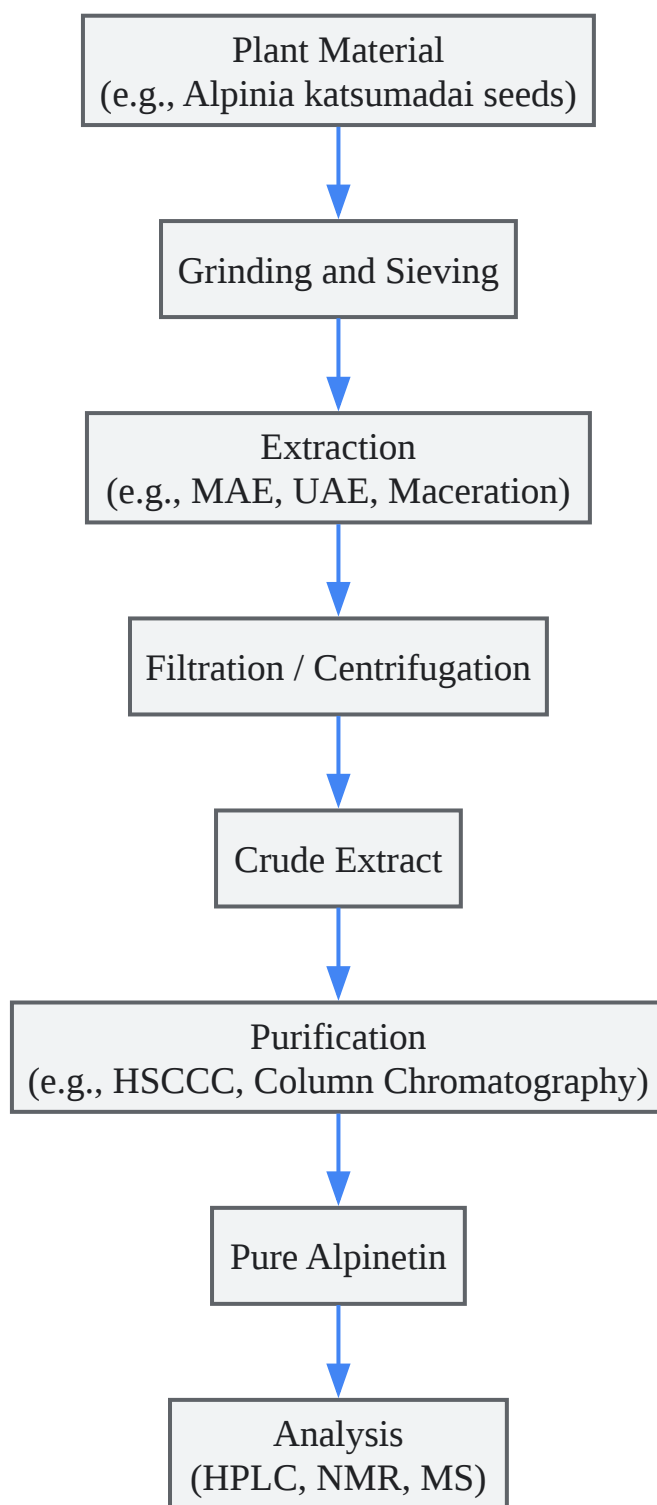 Plant Material
(e.g., Alpinia katsumadai seeds)
Grinding and Sieving
Extraction
(e.g., MAE, UAE, Maceration)
Filtration / Centrifugation
Crude Extract
Purification
(e.g., HSCCC, Column Chromatography)
Pure Alpinetin
Analysis
(HPLC, NMR, MS)